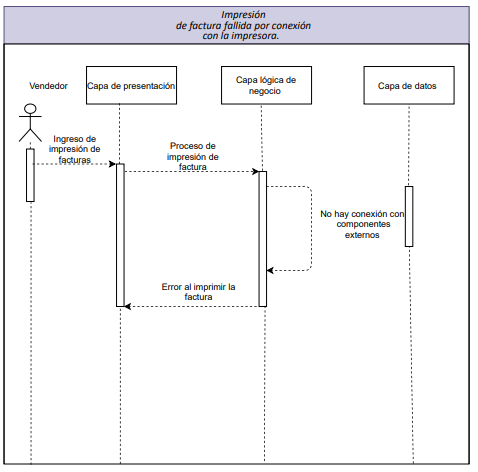 Impresión
de factura fallida por conexión
con la impresora.
Vendedor
Capa de presentación
Capa lógica de
negocio
Capa de datos
Ingreso de
impresión de
facturas
Proceso de
impresión de
factura
No hay conexión con
componentes
externos
Error al imprimir la
factura